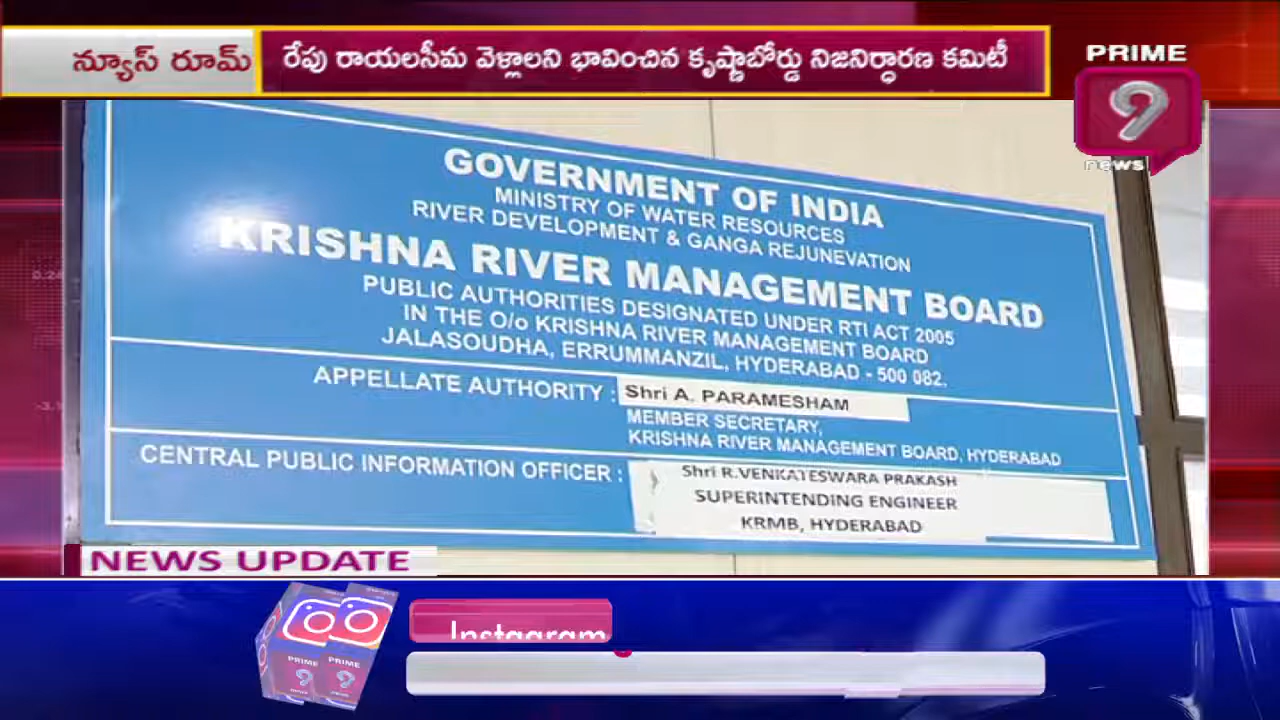 న్యూస్ రూమ్
రేపు రాయలసీమ వెళ్లాలని భావించిన కృష్ణాబోర్డు నిజనిర్ధారణ కమిటీ
PRIME
9
news
GOVERNMENT OF INDIA
MINISTRY OF WATER RESOURCES
RIVER DEVELOPMENT & GANGA REJUNEVATION
KRISHNA RIVER MANAGEMENT BOARD
PUBLIC AUTHORITIES DESIGNATED UNDER RTI ACT 2005
IN THE O/o KRISHNA RIVER MANAGEMENT BOARD
JALASOUDHA, ERRUMMANZIL, HYDERABAD - 500 082.
APPELLATE AUTHORITY : Shri A. PARAMESHAM
MEMBER SECRETARY,
KRISHNA RIVER MANAGEMENT BOARD, HYDERABAD
CENTRAL PUBLIC INFORMATION OFFICER : Shri R.VENKATESWARA PRAKASH
SUPERINTENDING ENGINEER
KRMB, HYDERABAD
NEWS UPDATE
Instagram
PRIME
9
PRIME
9